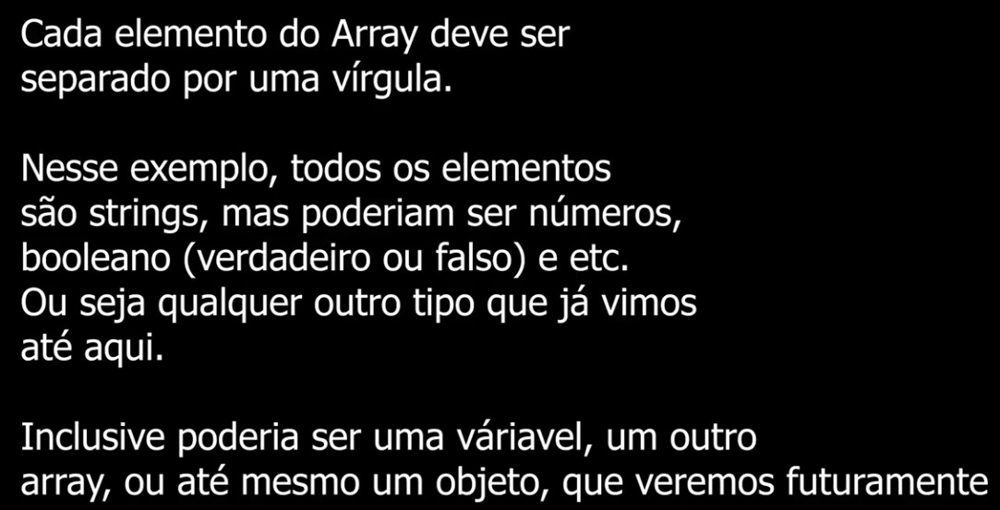 Cada elemento do Array deve ser
separado por uma vírgula.
Nesse exemplo, todos os elementos
são strings, mas poderiam ser números,
booleano (verdadeiro ou falso) e etc.
Ou seja qualquer outro tipo que já vimos
até aqui.
Inclusive poderia ser uma váriavel, um outro
array, ou até mesmo um objeto, que veremos futuramente